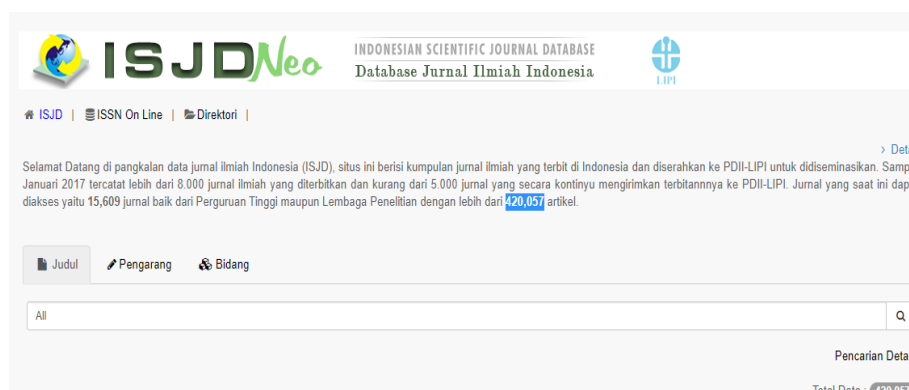 ISJDNeo
INDONESIAN SCIENTIFIC JOURNAL DATABASE
Database Jurnal Ilmiah Indonesia
LIPI
ISJD | ISSN On Line | Direktori |
Selamat Datang di pangkalan data jurnal ilmiah Indonesia (ISJD), situs ini berisi kumpulan jurnal ilmiah yang terbit di Indonesia dan diserahkan ke PDII-LIPI untuk didiseminasikan. Samp
Januari 2017 tercatat lebih dari 8.000 jurnal ilmiah yang diterbitkan dan kurang dari 5.000 jurnal yang secara kontinyu mengirimkan terbitannnya ke PDII-LIPI. Jurnal yang saat ini dap
diakses yaitu 15,609 jurnal baik dari Perguruan Tinggi maupun Lembaga Penelitian dengan lebih dari 420,057 artikel.
Judul Pengarang Bidang
All
Pencarian Deta
Total Data :